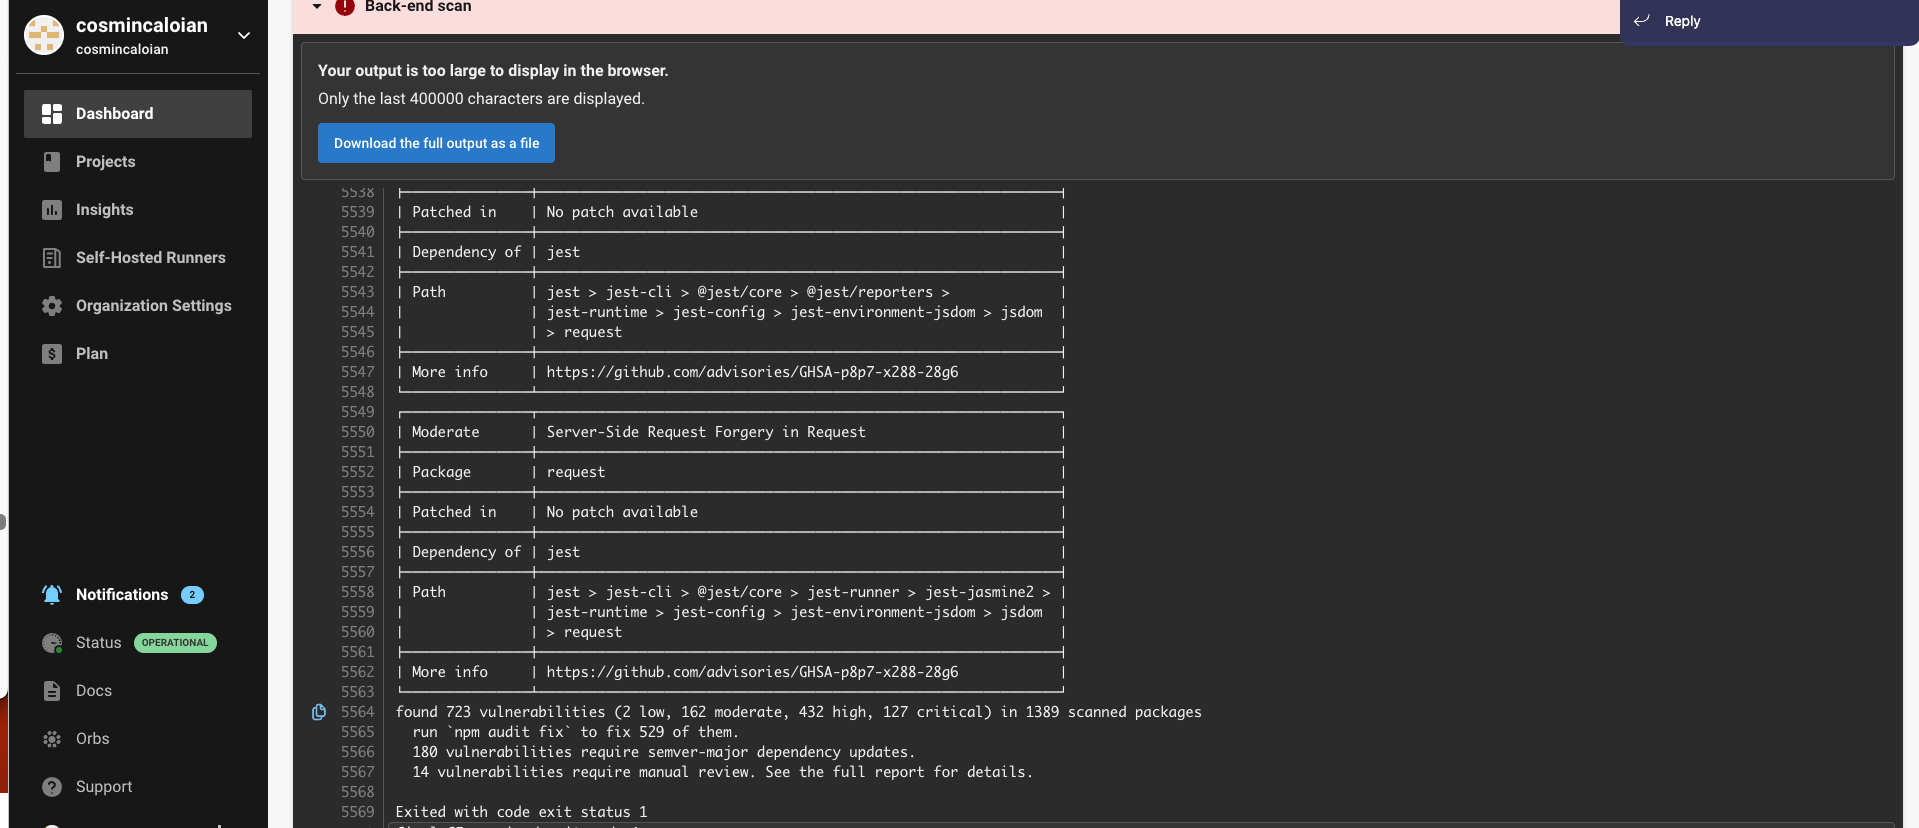 cosmincaloian
cosmincaloian
Dashboard
Projects
Insights
Self-Hosted Runners
Organization Settings
Plan
Notifications 2
Status OPERATIONAL
Docs
Orbs
Support
Back-end scan
Reply
Your output is too large to display in the browser.
Only the last 400000 characters are displayed.
Download the full output as a file
5538
5539 | Patched in | No patch available |
5540
5541 | Dependency of | jest |
5542
5543 | Path | jest > jest-cli > @jest/core > @jest/reporters > |
5544 | | jest-runtime > jest-config > jest-environment-jsdom > jsdom |
5545 | | > request |
5546
5547 | More info | https://github.com/advisories/GHSA-p8p7-x288-28g6 |
5548
5549
5550 | Moderate | Server-Side Request Forgery in Request |
5551
5552 | Package | request |
5553
5554 | Patched in | No patch available |
5555
5556 | Dependency of | jest |
5557
5558 | Path | jest > jest-cli > @jest/core > jest-runner > jest-jasmine2 > |
5559 | | jest-runtime > jest-config > jest-environment-jsdom > jsdom |
5560 | | > request |
5561
5562 | More info | https://github.com/advisories/GHSA-p8p7-x288-28g6 |
5563
5564 found 723 vulnerabilities (2 low, 162 moderate, 432 high, 127 critical) in 1389 scanned packages
5565 run `npm audit fix` to fix 529 of them.
5566 180 vulnerabilities require semver-major dependency updates.
5567 14 vulnerabilities require manual review. See the full report for details.
5568
5569 Exited with code exit status 1